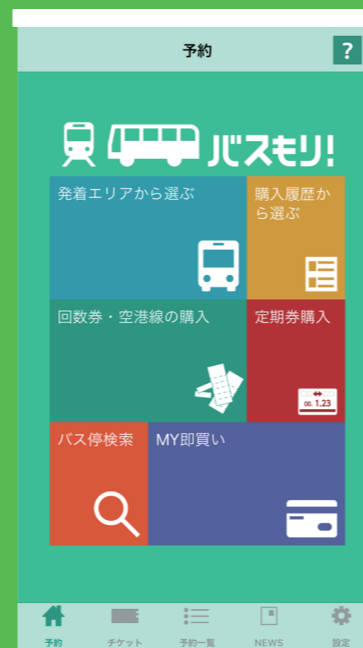 予約
?
バスもり!
発着エリアから選ぶ
購入履歴か
ら選ぶ
回数券・空港線の購入
定期券購入
00. 1.23
バス停検索
MY即買い
予約
チケット
予約一覧
NEWS
設定